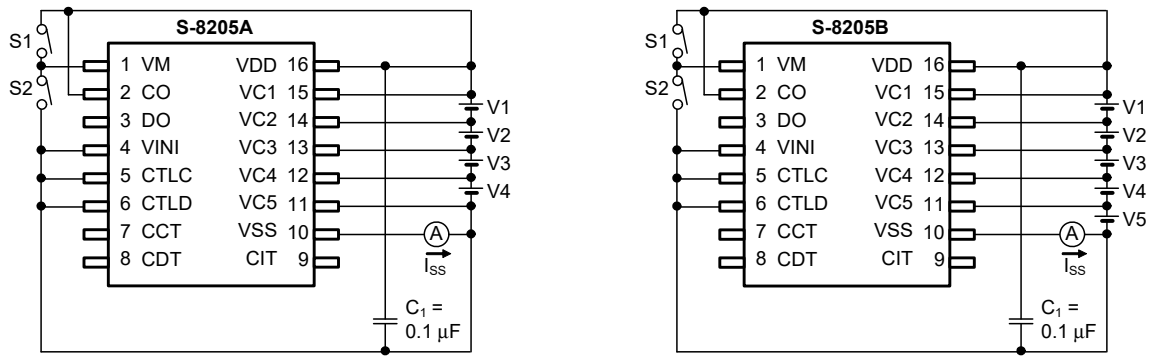 S-8205A
S1
S2
1 VM VDD 16
2 CO VC1 15
3 DO VC2 14
4 VINI VC3 13
5 CTLC VC4 12
6 CTLD VC5 11
7 CCT VSS 10
8 CDT CIT 9
V1
V2
V3
V4
A
ISS
C1 =
0.1 μF
S-8205B
S1
S2
1 VM VDD 16
2 CO VC1 15
3 DO VC2 14
4 VINI VC3 13
5 CTLC VC4 12
6 CTLD VC5 11
7 CCT VSS 10
8 CDT CIT 9
V1
V2
V3
V4
V5
A
ISS
C1 =
0.1 μF